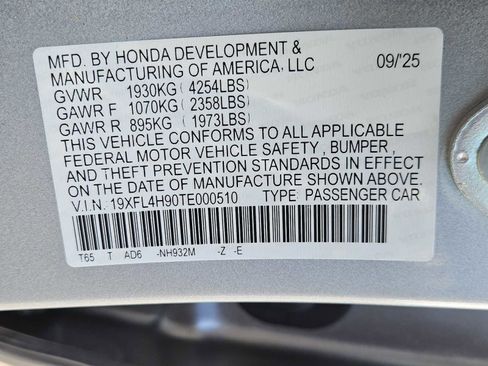 MFD. BY HONDA DEVELOPMENT &
MANUFACTURING OF AMERICA, LLC 09/'25
GVWR 1930KG ( 4254LBS )
GAWR F 1070KG ( 2358LBS )
GAWR R 895KG ( 1973LBS )
THIS VEHICLE CONFORMS TO ALL APPLICABLE
FEDERAL MOTOR VEHICLE SAFETY , BUMPER ,
AND THEFT PREVENTION STANDARDS IN EFFECT
ON THE DATE OF MANUFACTURE SHOWN ABOVE.
V.I.N. 19XFL4H90TE000510 TYPE: PASSENGER CAR
T65 T AD6 -NH932M -Z -E